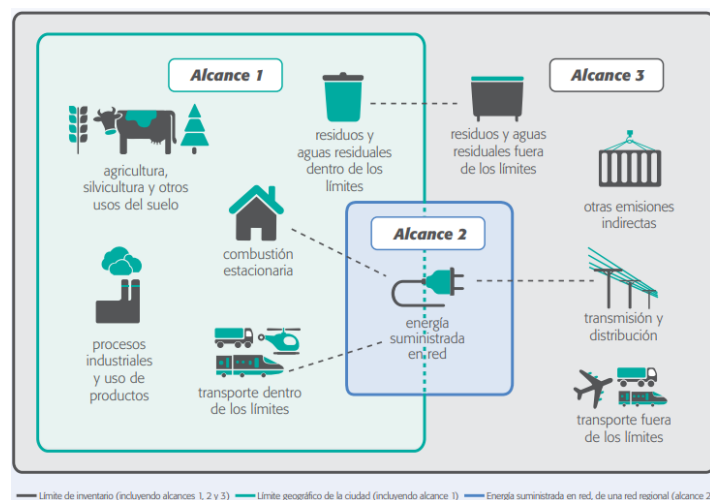 Alcance 1
Alcance 3
agricultura,
silvicultura y otros
usos del suelo
residuos y
aguas residuales
dentro de los
límites
residuos y aguas
residuales fuera
de los límites
otras emisiones
indirectas
combustión
estacionaria
Alcance 2
energía
suministrada
en red
transmisión y
distribución
procesos
industriales
y uso de
productos
transporte dentro
de los límites
transporte fuera
de los límites
Límite de inventario (incluyendo alcances 1, 2 y 3)
Límite geográfico de la ciudad (incluyendo alcance 1)
Energía suministrada en red, de una red regional (alcance 2